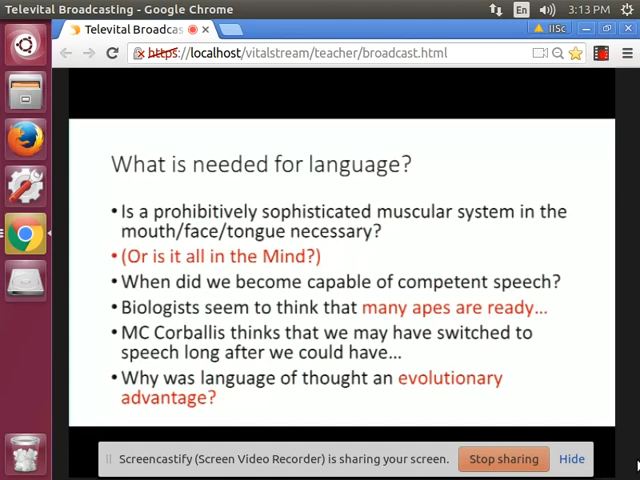 Televital Broadcasting - Google Chrome
En
3:13 PM
Televital Broadcas
IISc
https://localhost/vitalstream/teacher/broadcast.html
What is needed for language?
•Is a prohibitively sophisticated muscular system in the
mouth/face/tongue necessary?
•(Or is it all in the Mind?)
•When did we become capable of competent speech?
•Biologists seem to think that many apes are ready...
•MC Corballis thinks that we may have switched to
speech long after we could have...
•Why was language of thought an evolutionary
advantage?
Screencastify (Screen Video Recorder) is sharing your screen.
Stop sharing
Hide